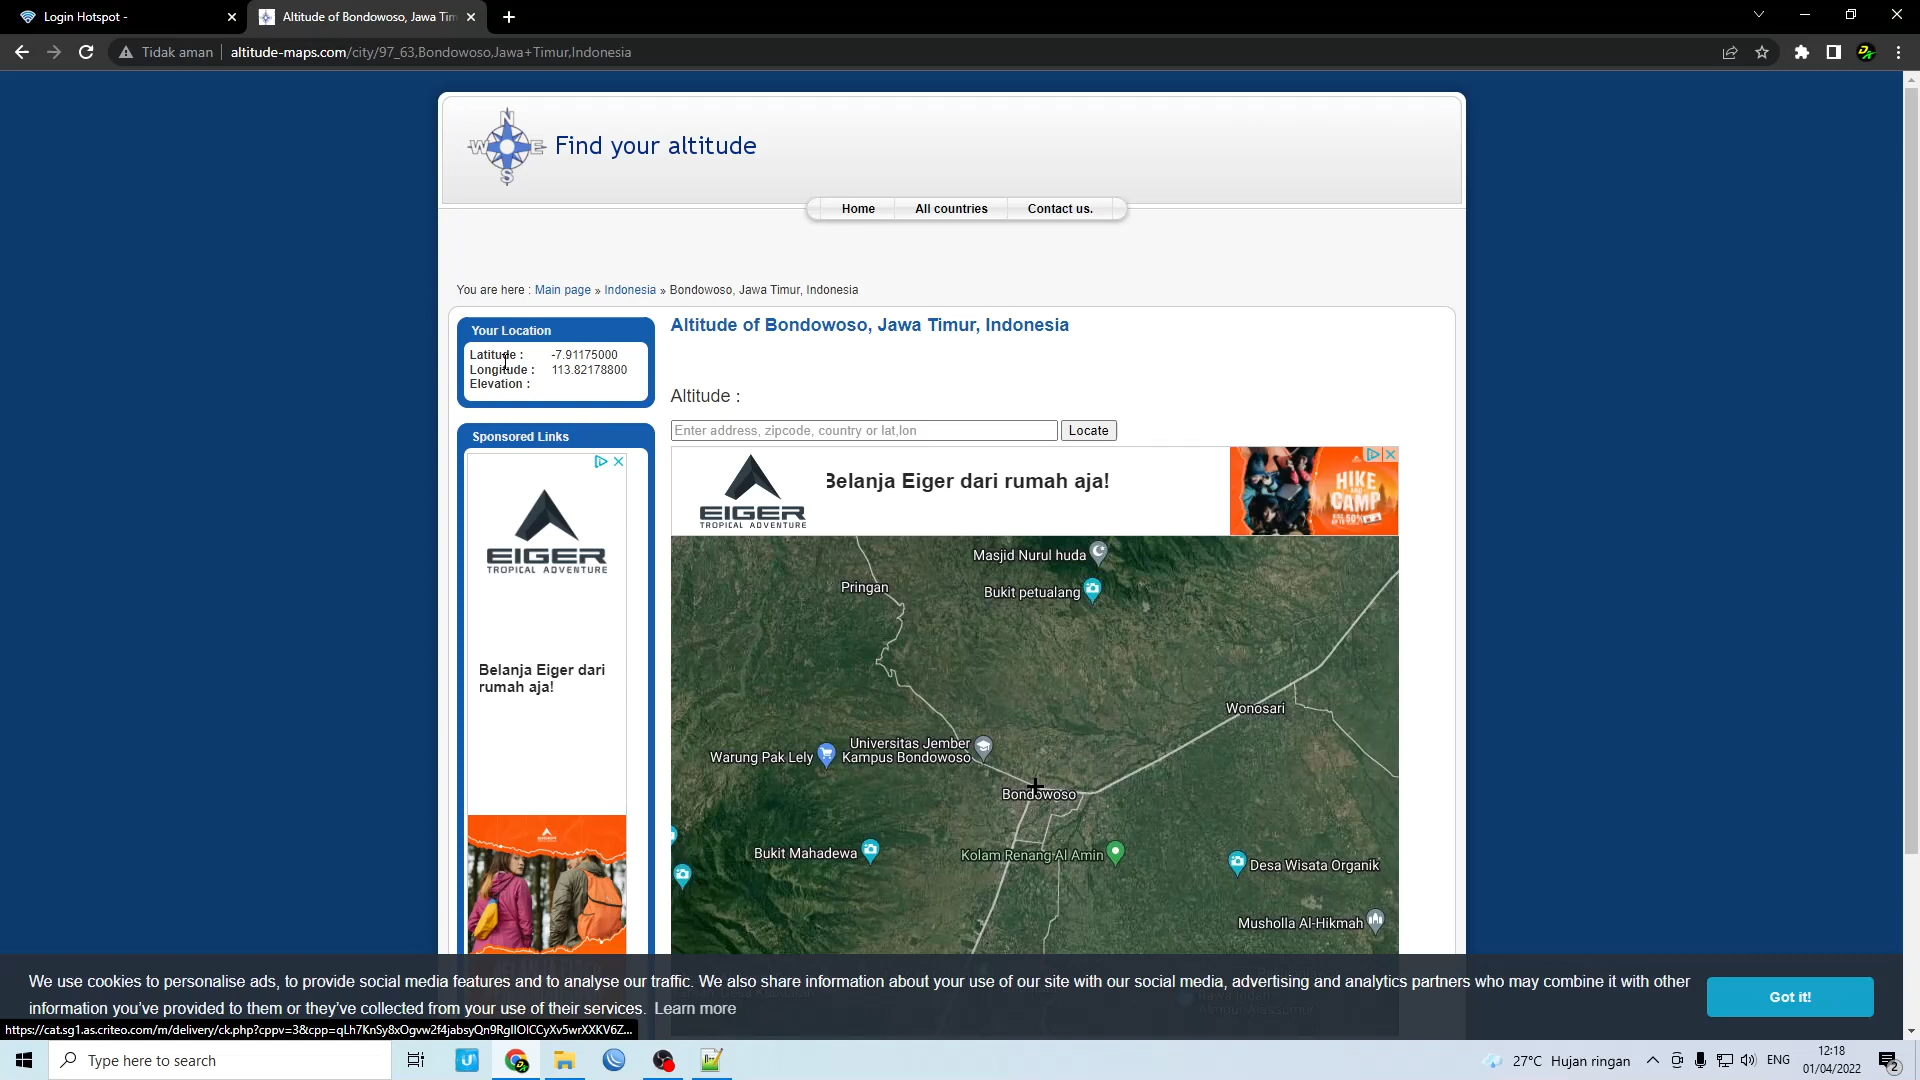 Login Hotspot -
Altitude of Bondowoso, Jawa Tim
Tidak aman
altitude-maps.com/city/97_63,Bondowoso,Jawa+Timur,Indonesia
N
W E
S
Find your altitude
Home
All countries
Contact us.
You are here : Main page » Indonesia » Bondowoso, Jawa Timur, Indonesia
Your Location
Latitude : -7.91175000
Longitude : 113.82178800
Elevation :
Altitude of Bondowoso, Jawa Timur, Indonesia
Altitude :
Enter address, zipcode, country or lat,lon
Locate
Sponsored Links
EIGER
TROPICAL ADVENTURE
Belanja Eiger dari
rumah aja!
EIGER
TROPICAL ADVENTURE
Belanja Eiger dari rumah aja!
HIKE
CAMP
Masjid Nurul huda
Pringan
Bukit petualang
Wonosari
Universitas Jember
Kampus Bondowoso
Warung Pak Lely
Bondowoso
Bukit Mahadewa
Kolam Renang Al Amin
Desa Wisata Organik
Musholla Al-Hikmah
We use cookies to personalise ads, to provide social media features and to analyse our traffic. We also share information about your use of our site with our social media, advertising and analytics partners who may combine it with other
information you've provided to them or they've collected from your use of their services. Learn more
Got it!
Type here to search
27°C Hujan ringan
ENG
12:18
01/04/2022
2